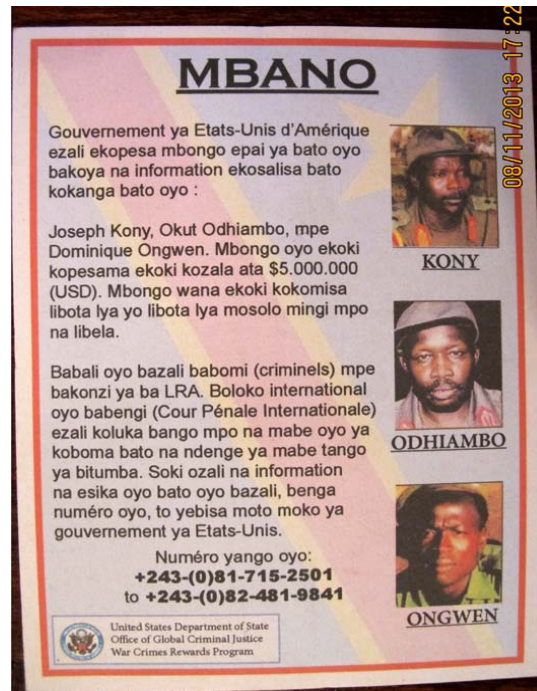 MBANO
Gouvernement ya Etats-Unis d'Amérique
ezali ekopesa mbongo epai ya bato oyo
bakoya na information ekosalisa bato
kokanga bato oyo :
Joseph Kony, Okut Odhiambo, mpe
Dominique Ongwen. Mbongo oyo ekoki
kopesama ekoki kozala ata $5.000.000
(USD). Mbongo wana ekoki kokomisa
libota lya yo libota lya mosolo mingi mpo
na libela.
Babali oyo bazali babomi (criminels) mpe
bakonzi ya ba LRA. Boloko international
oyo babengi (Cour Pénale Internationale)
ezali koluka bango mpo na mabe oyo ya
koboma bato na ndenge ya mabe tango
ya bitumba. Soki ozali na information
na esika oyo bato oyo bazali, benga
numéro oyo, to yebisa moto moko ya
gouvernement ya Etats-Unis.
Numéro yango oyo:
+243-(0)81-715-2501
to +243-(0)82-481-9841
United States Department of State
Office of Global Criminal Justice
War Crimes Rewards Program
KONY
ODHIAMBO
ONGWEN
08/11/2013 17:22